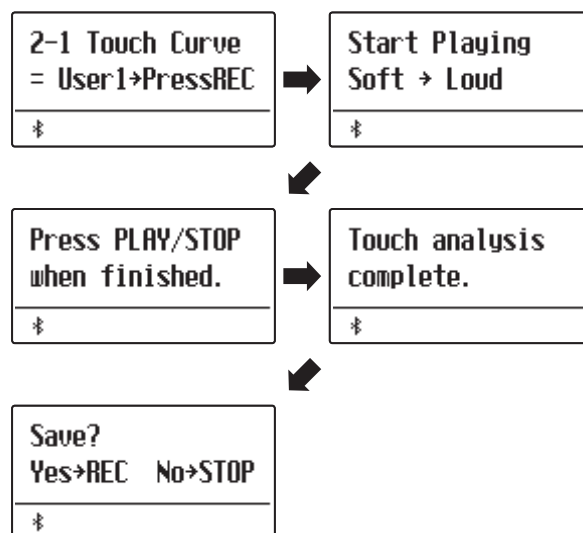 2-1 Touch Curve
= User1→PressREC
Start Playing
Soft → Loud
Press PLAY/STOP
when finished.
Touch analysis
complete.
Save?
Yes→REC No→STOP